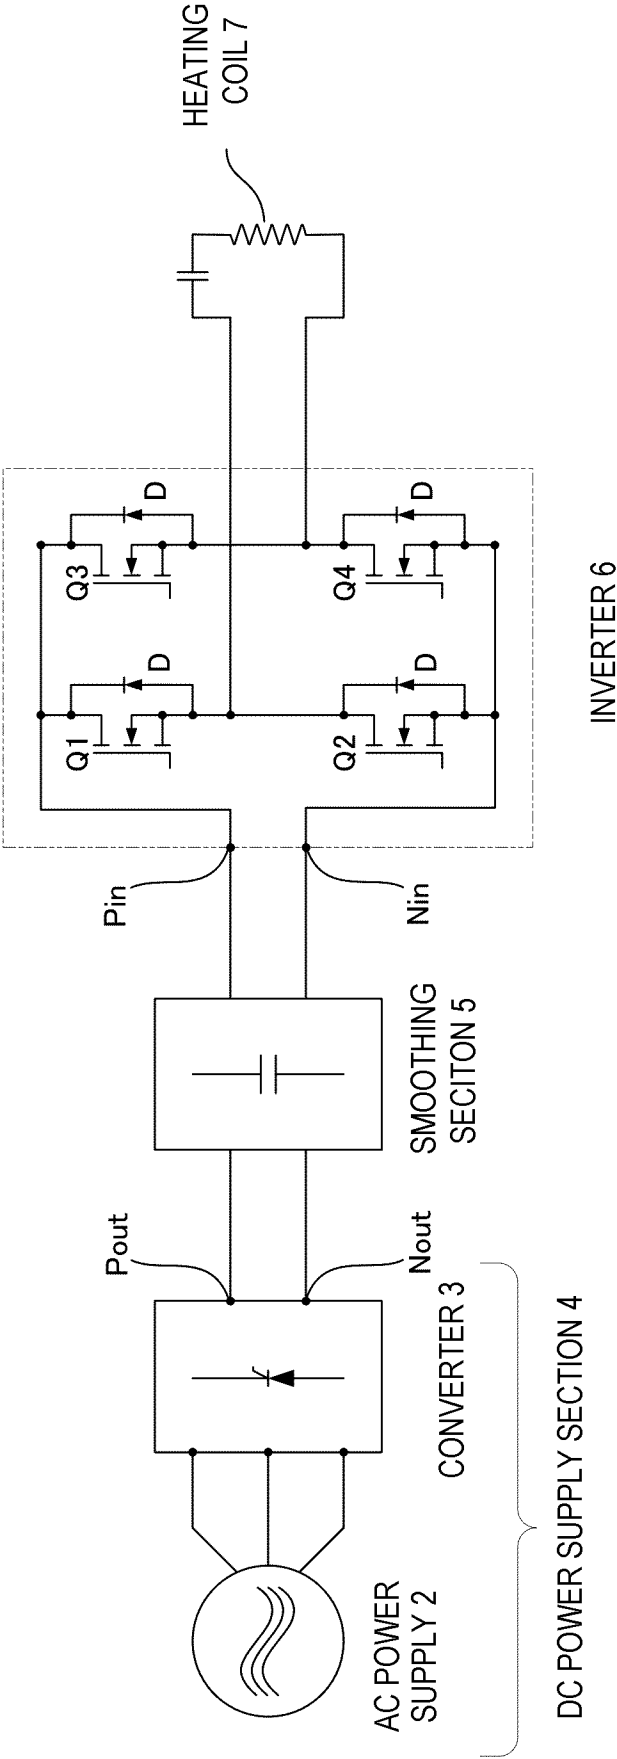 AC POWER
SUPPLY 2
CONVERTER 3
DC POWER SUPPLY SECTION 4
Pout
Nout
SMOOTHING
SECITON 5
Pin
Nin
Q1
D
Q3
D
Q2
D
Q4
D
INVERTER 6
HEATING
COIL 7